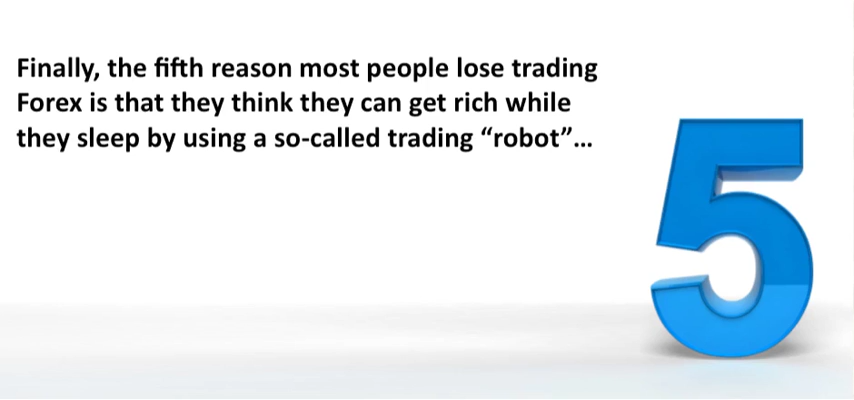 Finally, the fifth reason most people lose trading
Forex is that they think they can get rich while
they sleep by using a so-called trading “robot”...
5